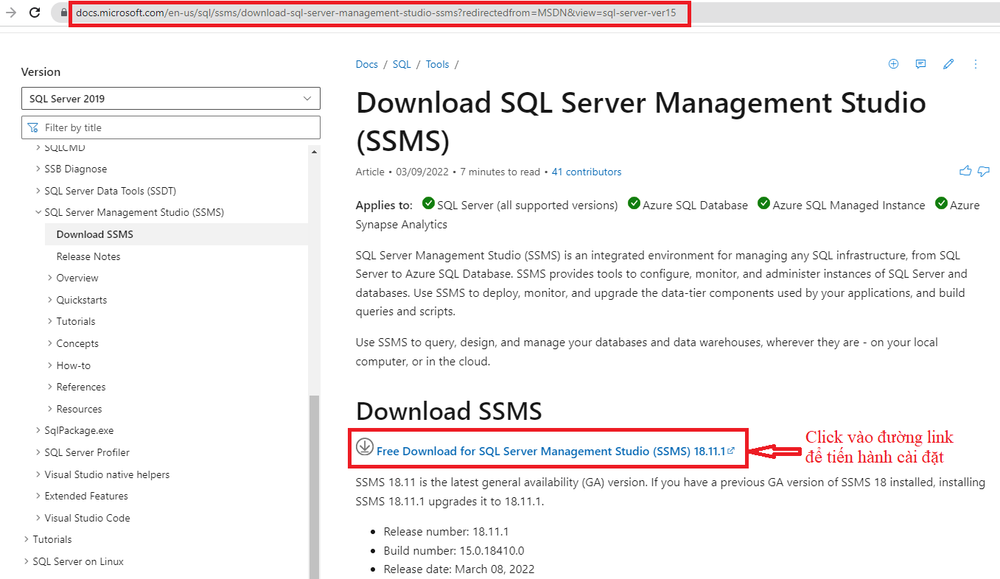 docs.microsoft.com/en-us/sql/ssms/download-sql-server-management-studio-ssms?redirectedfrom=MSDN&view=sql-server-ver15
Version
SQL Server 2019
Filter by title
SQLCMD
SSB Diagnose
SQL Server Data Tools (SSDT)
SQL Server Management Studio (SSMS)
Download SSMS
Release Notes
Overview
Quickstarts
Tutorials
Concepts
How-to
References
Resources
SqlPackage.exe
SQL Server Profiler
Visual Studio native helpers
Extended Features
Visual Studio Code
Tutorials
SQL Server on Linux
Docs / SQL / Tools /
Download SQL Server Management Studio
(SSMS)
Article • 03/09/2022 • 7 minutes to read • 41 contributors
Applies to: SQL Server (all supported versions) Azure SQL Database Azure SQL Managed Instance Azure
Synapse Analytics
SQL Server Management Studio (SSMS) is an integrated environment for managing any SQL infrastructure, from SQL
Server to Azure SQL Database. SSMS provides tools to configure, monitor, and administer instances of SQL Server and
databases. Use SSMS to deploy, monitor, and upgrade the data-tier components used by your applications, and build
queries and scripts.
Use SSMS to query, design, and manage your databases and data warehouses, wherever they are - on your local
computer, or in the cloud.
Download SSMS
Free Download for SQL Server Management Studio (SSMS) 18.11.1
Click vào đường link
để tiến hành cài đặt
SSMS 18.11 is the latest general availability (GA) version. If you have a previous GA version of SSMS 18 installed, installing
SSMS 18.11.1 upgrades it to 18.11.1.
• Release number: 18.11.1
• Build number: 15.0.18410.0
• Release date: March 08, 2022